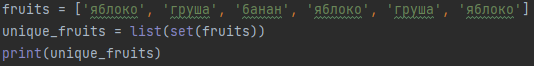 fruits = ['яблоко', 'груша', 'банан', 'яблоко', 'груша', 'яблоко']
unique_fruits = list(set(fruits))
print(unique_fruits)